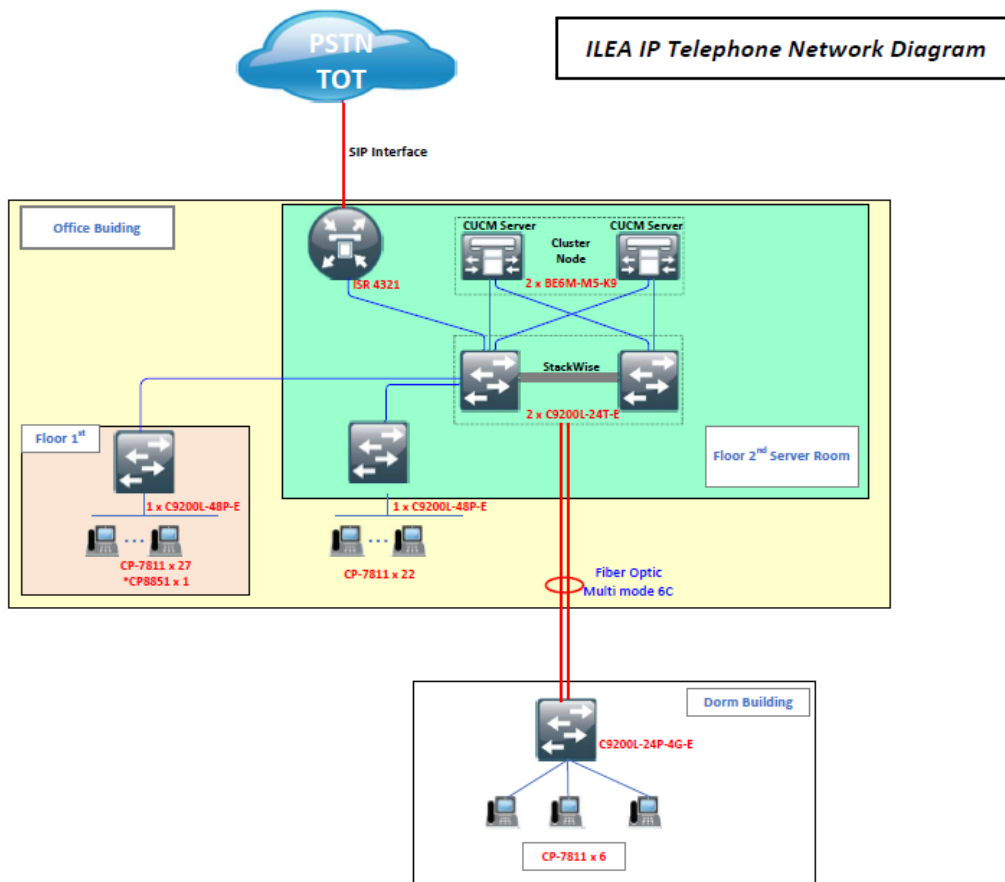 PSTN
TOT
ILEA IP Telephone Network Diagram
SIP Interface
Office Buiding
CUCM Server
CUCM Server
Cluster
Node
ISR 4321
2 x BE6M-M5-K9
StackWise
2 x C9200L-24T-E
Floor 1st
Floor 2nd Server Room
1 x C9200L-48P-E
1 x C9200L-48P-E
CP-7811 x 27
*CP8851 x 1
CP-7811 x 22
Fiber Optic
Multi mode 6C
Dorm Building
C9200L-24P-4G-E
CP-7811 x 6